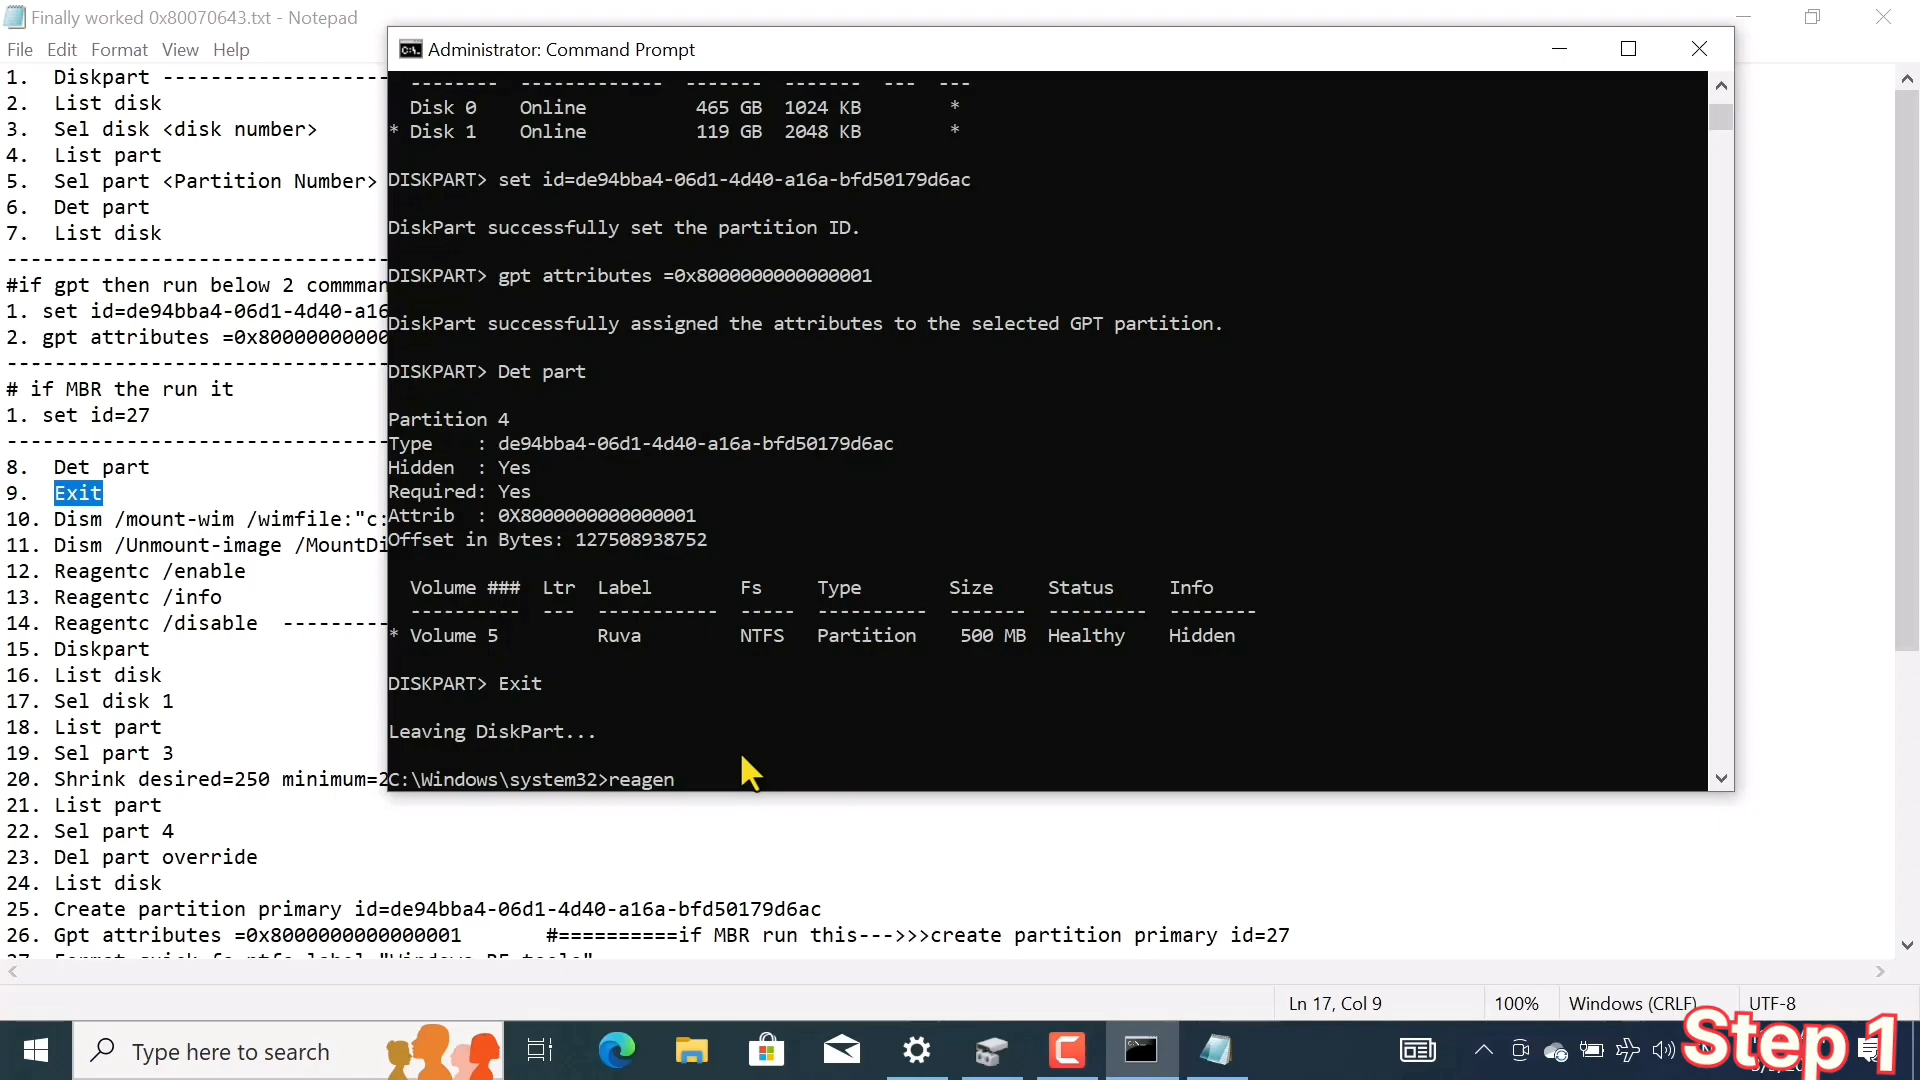 Finally worked 0x80070643.txt - Notepad
File Edit Format View Help
1. Diskpart -------------------
2. List disk
3. Sel disk <disk number>
4. List part
5. Sel part <Partition Number>
6. Det part
7. List disk
--------------------------------
#if gpt then run below 2 comnman
1. set id=de94bba4-06d1-4d40-a16
2. gpt attributes =0x80000000000
--------------------------------
# if MBR the run it
1. set id=27
--------------------------------
8. Det part
9. Exit
10. Dism /mount-wim /wimfile:"c:
11. Dism /Unmount-image /MountDi
12. Reagentc /enable
13. Reagentc /info
14. Reagentc /disable ---------
15. Diskpart
16. List disk
17. Sel disk 1
18. List part
19. Sel part 3
20. Shrink desired=250 minimum=2
21. List part
22. Sel part 4
23. Del part override
24. List disk
25. Create partition primary id=de94bba4-06d1-4d40-a16a-bfd50179d6ac
26. Gpt attributes =0x8000000000000001 #==========if MBR run this--->>>create partition primary id=27
Administrator: Command Prompt
-------- ------------- ------- ------- --- ---
Disk 0 Online 465 GB 1024 KB *
* Disk 1 Online 119 GB 2048 KB *
DISKPART> set id=de94bba4-06d1-4d40-a16a-bfd50179d6ac
DiskPart successfully set the partition ID.
DISKPART> gpt attributes =0x8000000000000001
DiskPart successfully assigned the attributes to the selected GPT partition.
DISKPART> Det part
Partition 4
Type : de94bba4-06d1-4d40-a16a-bfd50179d6ac
Hidden : Yes
Required: Yes
Attrib : 0X8000000000000001
Offset in Bytes: 127508938752
Volume ### Ltr Label Fs Type Size Status Info
---------- --- ----------- ----- ---------- ------- --------- --------
* Volume 5 Ruva NTFS Partition 500 MB Healthy Hidden
DISKPART> Exit
Leaving DiskPart...
C:\Windows\system32>reagen
Ln 17, Col 9 100% Windows (CRLF) UTF-8
Type here to search
Step 1